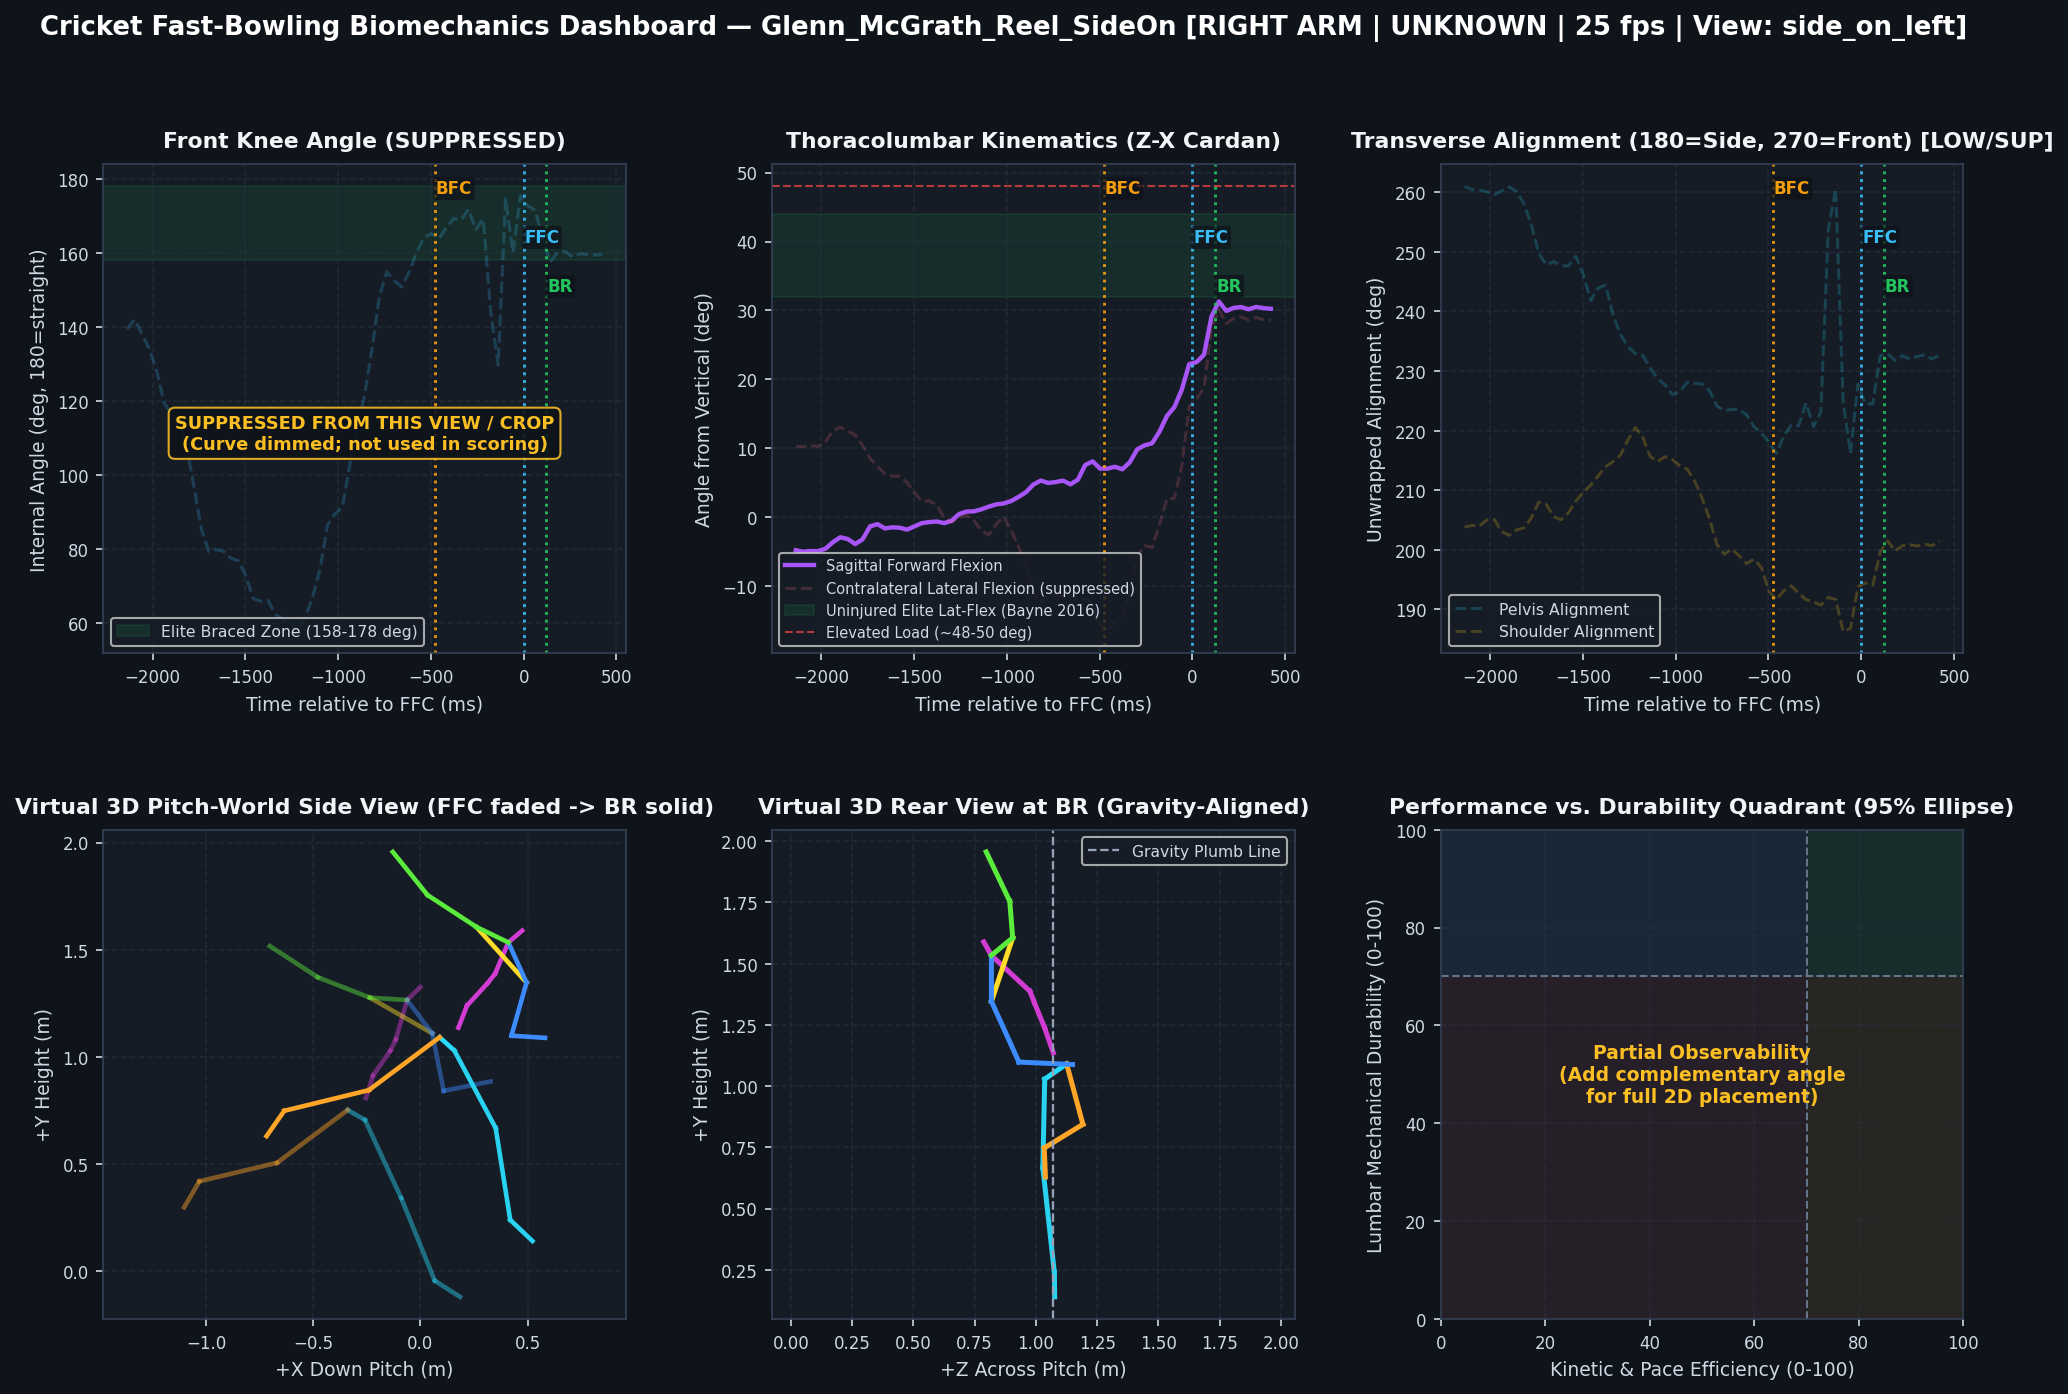 Cricket Fast-Bowling Biomechanics Dashboard — Glenn_McGrath_Reel_SideOn [RIGHT ARM | UNKNOWN | 25 fps | View: side_on_left]
Front Knee Angle (SUPPRESSED)
Internal Angle (deg, 180=straight)
180
160
140
120
100
80
60
BFC
FFC
BR
SUPPRESSED FROM THIS VIEW / CROP
(Curve dimmed; not used in scoring)
Elite Braced Zone (158-178 deg)
−2000
−1500
−1000
−500
0
500
Time relative to FFC (ms)
Thoracolumbar Kinematics (Z-X Cardan)
Angle from Vertical (deg)
50
40
30
20
10
0
−10
BFC
FFC
BR
Sagittal Forward Flexion
Contralateral Lateral Flexion (suppressed)
Uninjured Elite Lat-Flex (Bayne 2016)
Elevated Load (~48-50 deg)
−2000
−1500
−1000
−500
0
500
Time relative to FFC (ms)
Transverse Alignment (180=Side, 270=Front) [LOW/SUP]
Unwrapped Alignment (deg)
260
250
240
230
220
210
200
190
BFC
FFC
BR
Pelvis Alignment
Shoulder Alignment
−2000
−1500
−1000
−500
0
500
Time relative to FFC (ms)
Virtual 3D Pitch-World Side View (FFC faded -> BR solid)
+Y Height (m)
2.0
1.5
1.0
0.5
0.0
−1.0
−0.5
0.0
0.5
+X Down Pitch (m)
Virtual 3D Rear View at BR (Gravity-Aligned)
+Y Height (m)
2.00
1.75
1.50
1.25
1.00
0.75
0.50
0.25
Gravity Plumb Line
0.00
0.25
0.50
0.75
1.00
1.25
1.50
1.75
2.00
+Z Across Pitch (m)
Performance vs. Durability Quadrant (95% Ellipse)
Lumbar Mechanical Durability (0-100)
100
80
60
40
20
0
Partial Observability
(Add complementary angle
for full 2D placement)
0
20
40
60
80
100
Kinetic & Pace Efficiency (0-100)